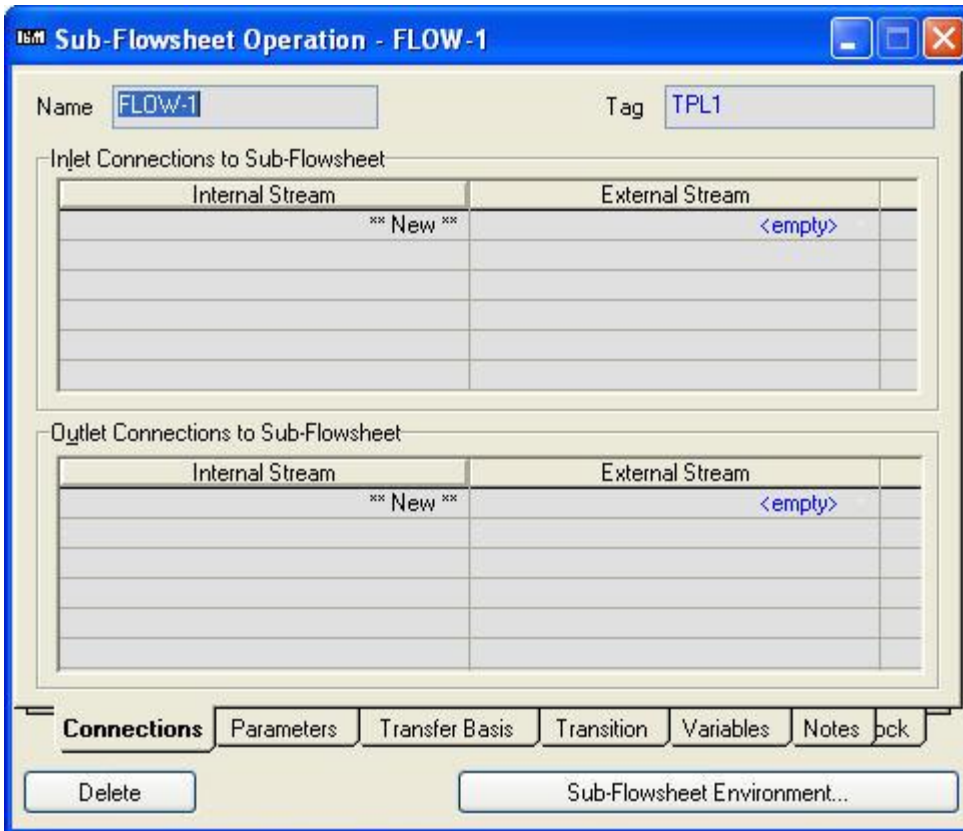 Sub-Flowsheet Operation - FLOW-1
Name FLOW-1 Tag TPL1
Inlet Connections to Sub-Flowsheet
Internal Stream External Stream
** New ** <empty>
Outlet Connections to Sub-Flowsheet
Internal Stream External Stream
** New ** <empty>
Connections Parameters Transfer Basis Transition Variables Notes ock
Delete Sub-Flowsheet Environment...